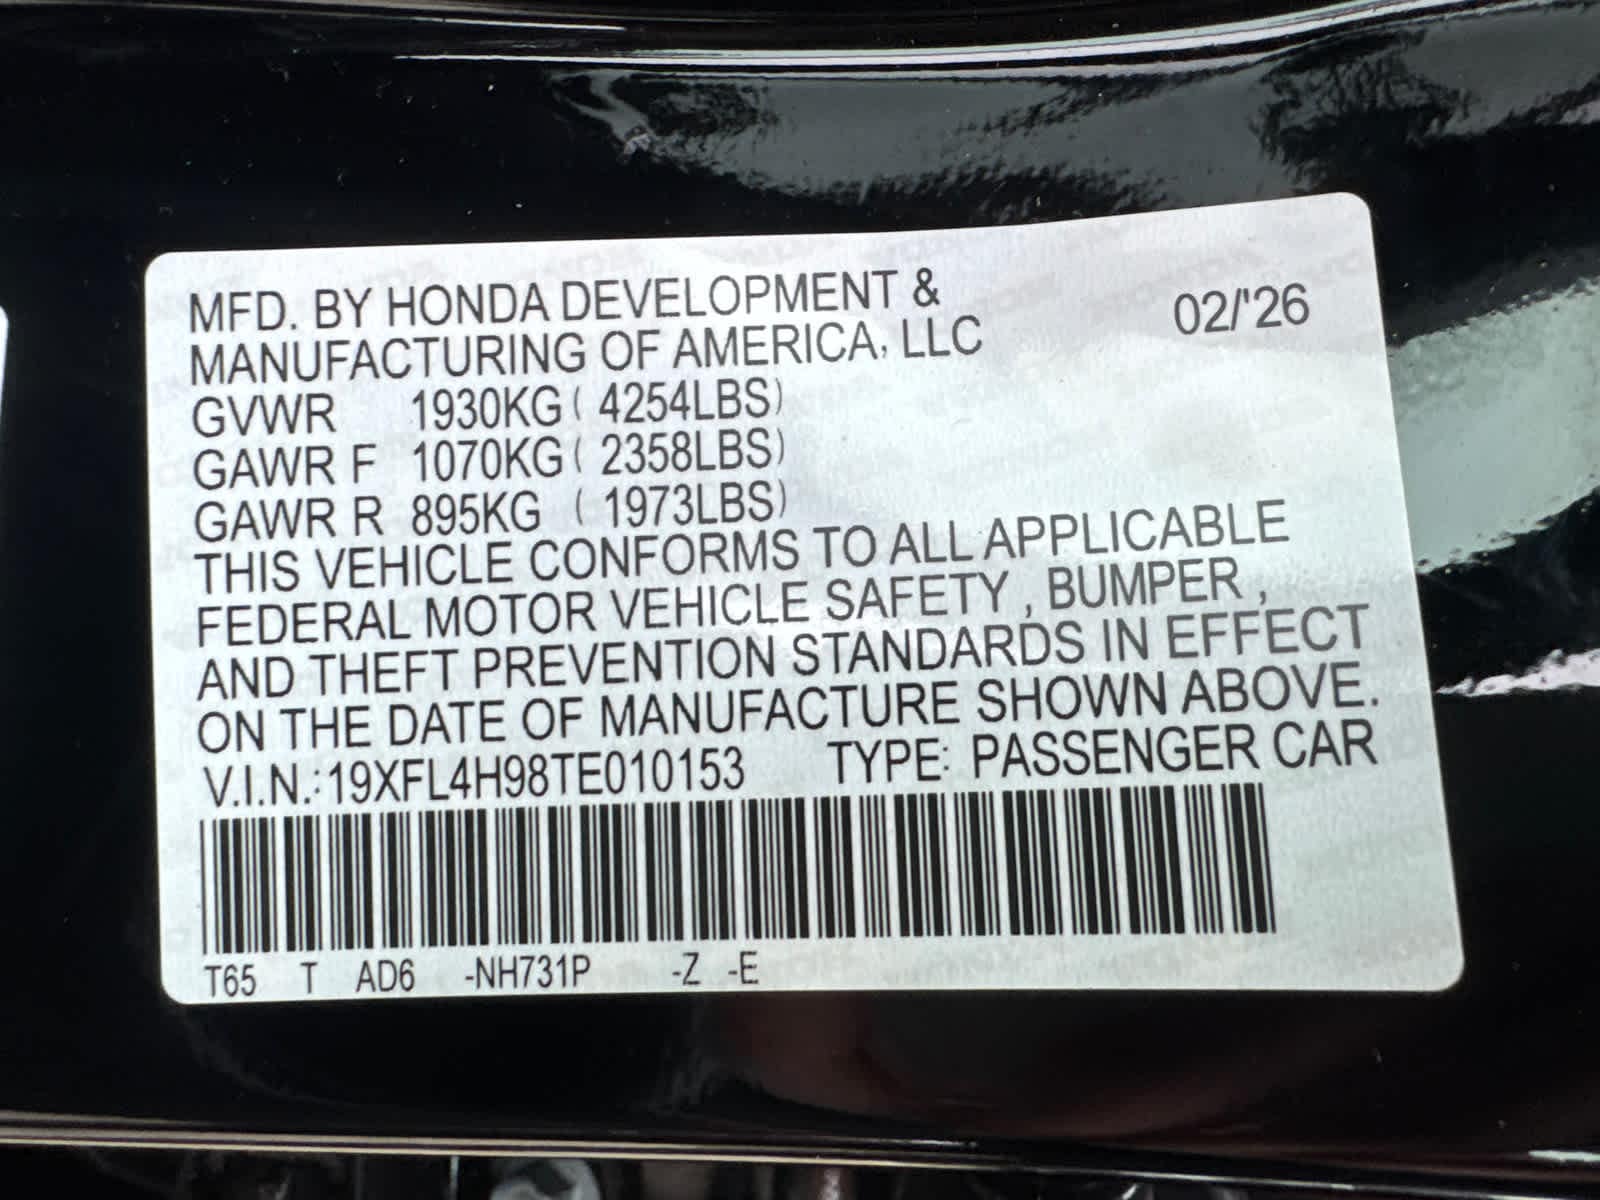 MFD. BY HONDA DEVELOPMENT &
MANUFACTURING OF AMERICA, LLC 02/'26
GVWR 1930KG ( 4254LBS)
GAWR F 1070KG ( 2358LBS)
GAWR R 895KG ( 1973LBS)
THIS VEHICLE CONFORMS TO ALL APPLICABLE
FEDERAL MOTOR VEHICLE SAFETY , BUMPER ,
AND THEFT PREVENTION STANDARDS IN EFFECT
ON THE DATE OF MANUFACTURE SHOWN ABOVE.
V.I.N.:19XFL4H98TE010153 TYPE: PASSENGER CAR
T65 T AD6 -NH731P -Z -E